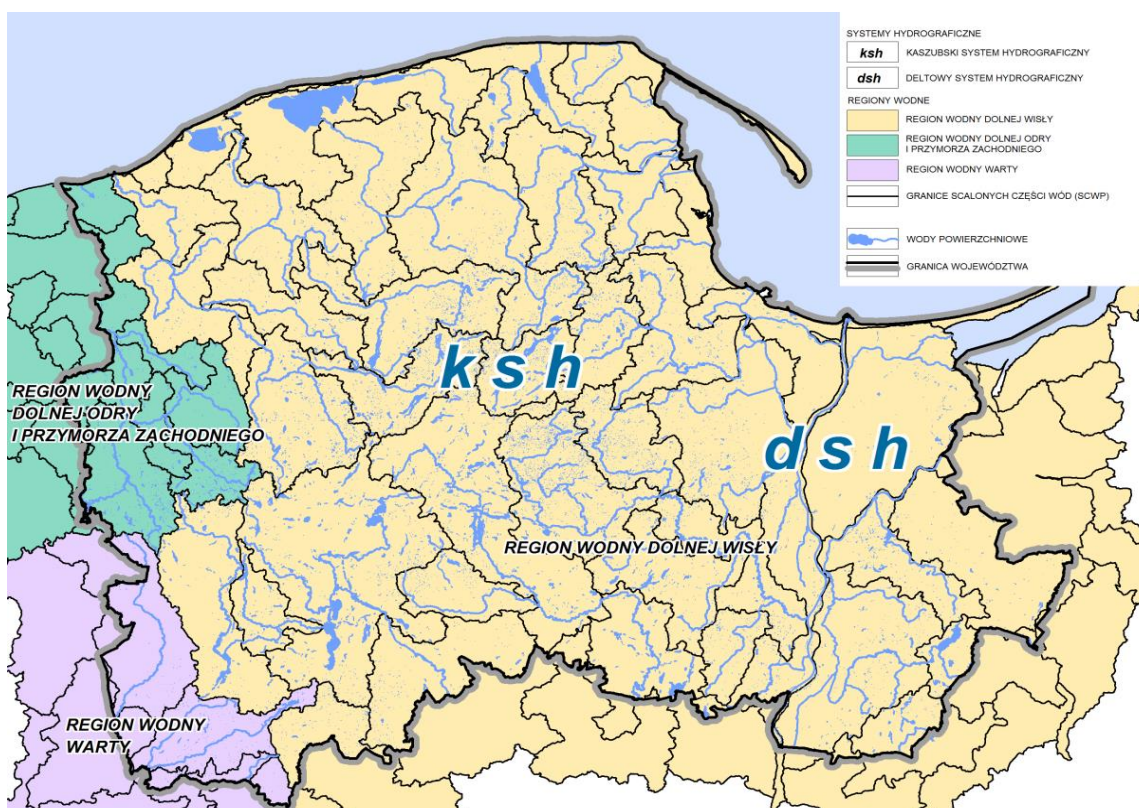 SYSTEMY HYDROGRAFICZNE
ksh KASZUBSKI SYSTEM HYDROGRAFICZNY
dsh DELTOWY SYSTEM HYDROGRAFICZNY
REGIONY WODNE
REGION WODNY DOLNEJ WISŁY
REGION WODNY DOLNEJ ODRY
I PRZYMORZA ZACHODNIEGO
REGION WODNY WARTY
GRANICE SCALONYCH CZĘŚCI WÓD (SCWP)
WODY POWIERZCHNIOWE
GRANICA WOJEWÓDZTWA
ksh
REGION WODNY
DOLNEJ ODRY
I PRZYMORZA ZACHODNIEGO
dsh
REGION WODNY DOLNEJ WISŁY
REGION WODNY
WARTY